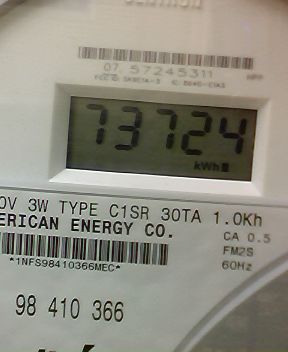 07 57245311
73724
kWh
0V 3W TYPE C1SR 30TA 1.0Kh
ERICAN ENERGY CO.
CA 0.5
FM2S
60Hz
*1NFS98410366MEC*
98 410 366